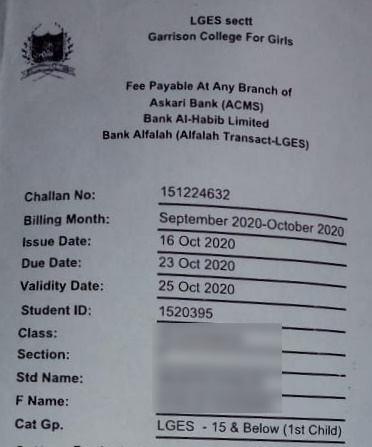 LGES sectt
Garrison College For Girls
Fee Payable At Any Branch of
Askari Bank (ACMS)
Bank Al-Habib Limited
Bank Alfalah (Alfalah Transact-LGES)
Challan No: 151224632
Billing Month: September 2020-October 2020
Issue Date: 16 Oct 2020
Due Date: 23 Oct 2020
Validity Date: 25 Oct 2020
Student ID: 1520395
Class:
Section:
Std Name:
F Name:
Cat Gp. LGES - 15 & Below (1st Child)